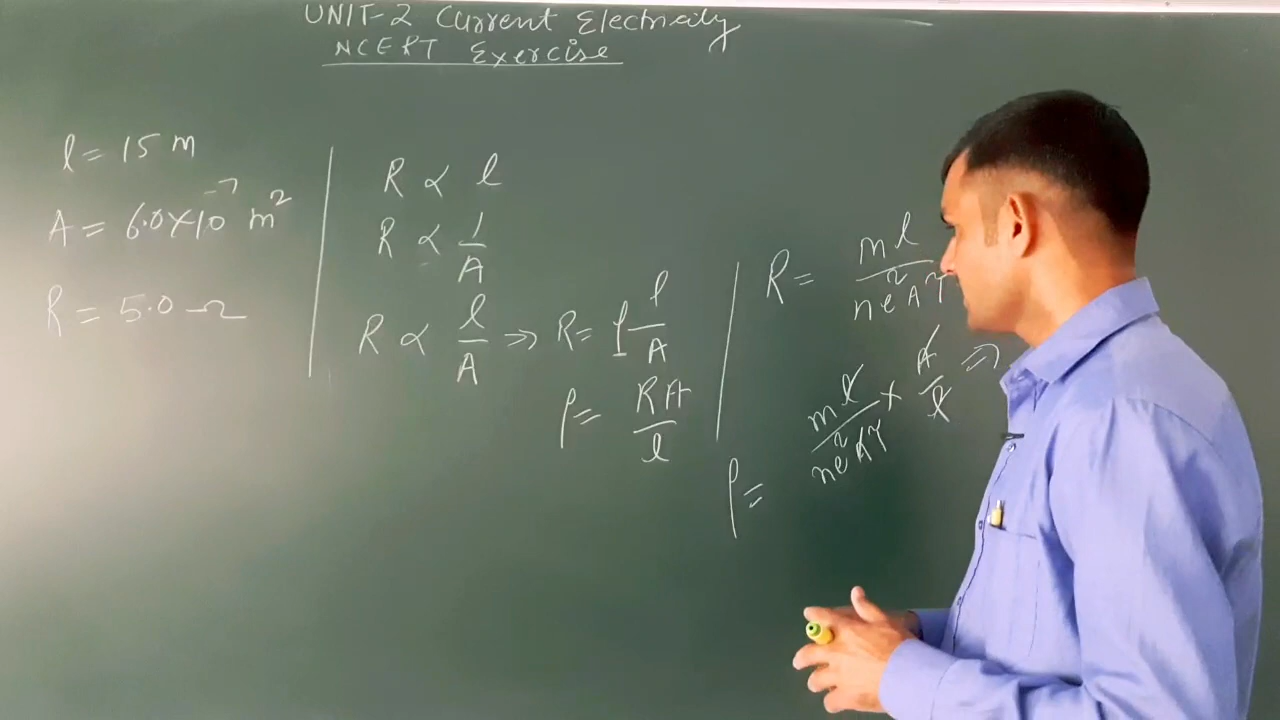 UNIT-2 Current Electricity
NCERT Exercise
l = 15 m
A = 6.0×10⁻⁷ m²
R = 5.0 Ω
R ∝ l
R ∝ 1/A
R ∝ l/A ⇒ R = ρ l/A
ρ = RA/l
R = ml/ne²Aτ
ρ = ml/ne²Aτ × A/l ⇒